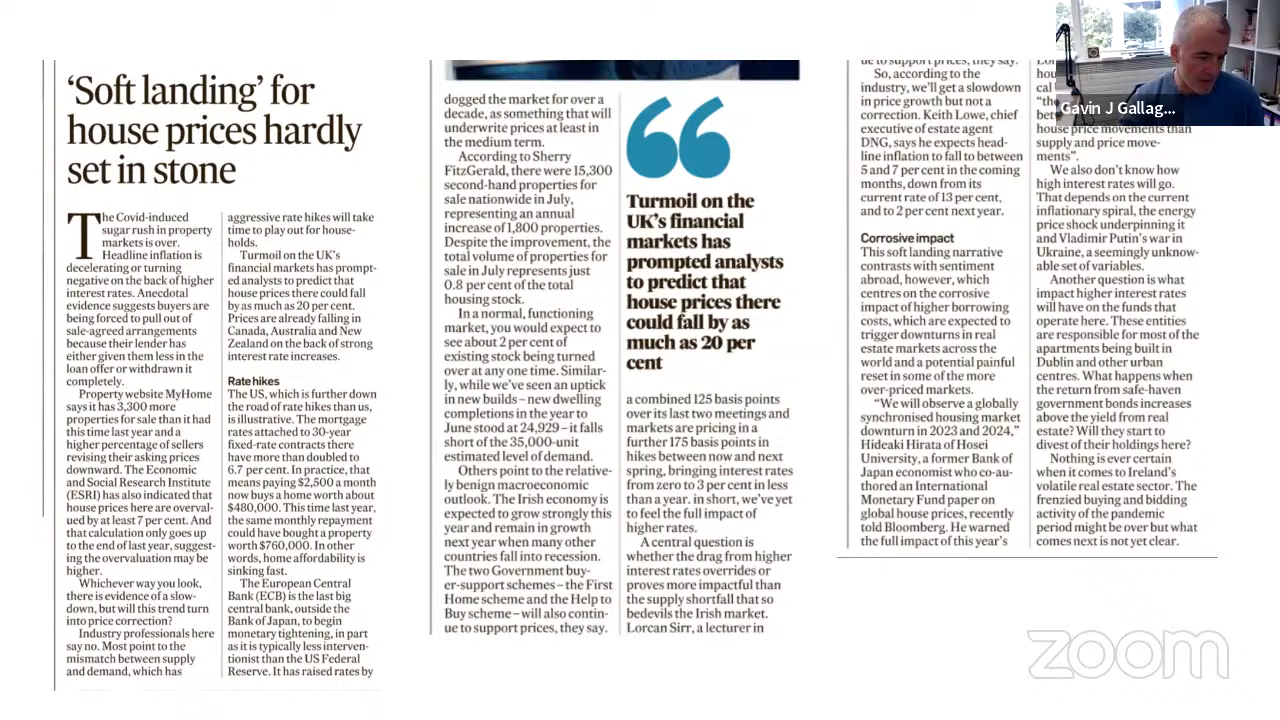 ‘Soft landing’ for
house prices hardly
set in stone
The Covid-induced
sugar rush in property
markets is over.
Headline inflation is
decelerating or turning
negative on the back of higher
interest rates. Anecdotal
evidence suggests buyers are
being forced to pull out of
sale-agreed arrangements
because their lender has
either given them less in the
loan offer or withdrawn it
completely.
Property website MyHome
says it has 3,300 more
properties for sale than it had
this time last year and a
higher percentage of sellers
revising their asking prices
downward. The Economic
and Social Research Institute
(ESRI) has also indicated that
house prices here are overval-
ued by at least 7 per cent. And
that calculation only goes up
to the end of last year, suggest-
ing the overvaluation may be
higher.
Whichever way you look,
there is evidence of a slow-
down, but will this trend turn
into price correction?
Industry professionals here
say no. Most point to the
mismatch between supply
and demand, which has
aggressive rate hikes will take
time to play out for house-
holds.
Turmoil on the UK’s
financial markets has prompt-
ed analysts to predict that
house prices there could fall
by as much as 20 per cent.
Prices are already falling in
Canada, Australia and New
Zealand on the back of strong
interest rate increases.
Rate hikes
The US, which is further down
the road of rate hikes than us,
is illustrative. The mortgage
rates attached to 30-year
fixed-rate contracts there
have more than doubled to
6.7 per cent. In practice, that
means paying $2,500 a month
now buys a home worth about
$480,000. This time last year,
the same monthly repayment
could have bought a property
worth $760,000. In other
words, home affordability is
sinking fast.
The European Central
Bank (ECB) is the last big
central bank, outside the
Bank of Japan, to begin
monetary tightening, in part
as it is typically less interven-
tionist than the US Federal
Reserve. It has raised rates by
dogged the market for over a
decade, as something that will
underwrite prices at least in
the medium term.
According to Sherry
FitzGerald, there were 15,300
second-hand properties for
sale nationwide in July,
representing an annual
increase of 1,800 properties.
Despite the improvement, the
total volume of properties for
sale in July represents just
0.8 per cent of the total
housing stock.
In a normal, functioning
market, you would expect to
see about 2 per cent of
existing stock being turned
over at any one time. Similar-
ly, while we’ve seen an uptick
in new builds – new dwelling
completions in the year to
June stood at 24,929 – it falls
short of the 35,000-unit
estimated level of demand.
Others point to the relative-
ly benign macroeconomic
outlook. The Irish economy is
expected to grow strongly this
year and remain in growth
next year when many other
countries fall into recession.
The two Government buy-
er-support schemes – the First
Home scheme and the Help to
Buy scheme – will also contin-
ue to support prices, they say.
“
Turmoil on the
UK’s financial
markets has
prompted analysts
to predict that
house prices there
could fall by as
much as 20 per
cent
a combined 125 basis points
over its last two meetings and
markets are pricing in a
further 175 basis points in
hikes between now and next
spring, bringing interest rates
from zero to 3 per cent in less
than a year. in short, we’ve yet
to feel the full impact of
higher rates.
A central question is
whether the drag from higher
interest rates overrides or
proves more impactful than
the supply shortfall that so
bedevils the Irish market.
Lorcan Sirr, a lecturer in
ue to support prices, they say.
So, according to the
industry, we’ll get a slowdown
in price growth but not a
correction. Keith Lowe, chief
executive of estate agent
DNG, says he expects head-
line inflation to fall to between
5 and 7 per cent in the coming
months, down from its
current rate of 13 per cent,
and to 2 per cent next year.
Corrosive impact
This soft landing narrative
contrasts with sentiment
abroad, however, which
centres on the corrosive
impact of higher borrowing
costs, which are expected to
trigger downturns in real
estate markets across the
world and a potential painful
reset in some of the more
over-priced markets.
“We will observe a globally
synchronised housing market
downturn in 2023 and 2024,”
Hideaki Hirata of Hosei
University, a former Bank of
Japan economist who co-au-
thored an International
Monetary Fund paper on
global house prices, recently
told Bloomberg. He warned
the full impact of this year’s
house price movements than
supply and price move-
ments”.
We also don’t know how
high interest rates will go.
That depends on the current
inflationary spiral, the energy
price shock underpinning it
and Vladimir Putin’s war in
Ukraine, a seemingly unknow-
able set of variables.
Another question is what
impact higher interest rates
will have on the funds that
operate here. These entities
are responsible for most of the
apartments being built in
Dublin and other urban
centres. What happens when
the return from safe-haven
government bonds increases
above the yield from real
estate? Will they start to
divest of their holdings here?
Nothing is ever certain
when it comes to Ireland’s
volatile real estate sector. The
frenzied buying and bidding
activity of the pandemic
period might be over but what
comes next is not yet clear.
Gavin J Gallag...
zoom